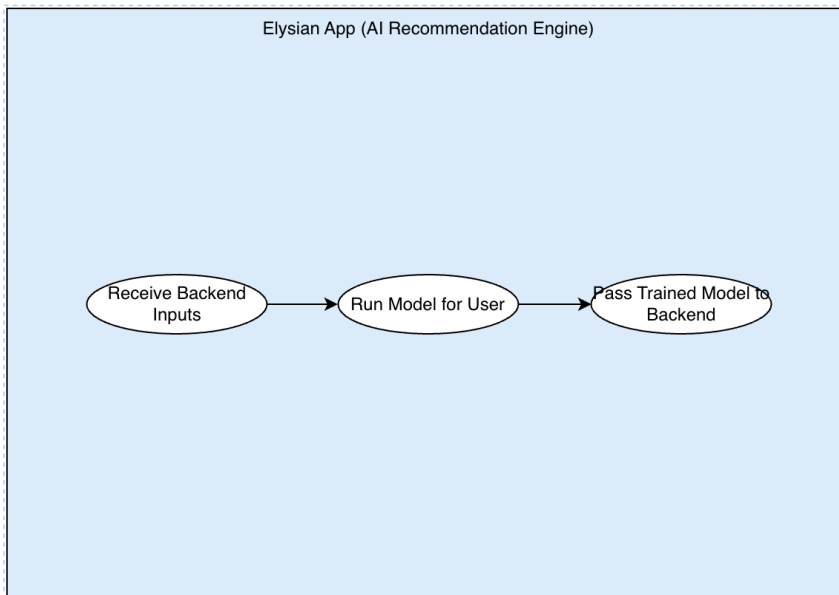 Elysian App (AI Recommendation Engine)
Receive Backend
Inputs
Run Model for User
Pass Trained Model to
Backend